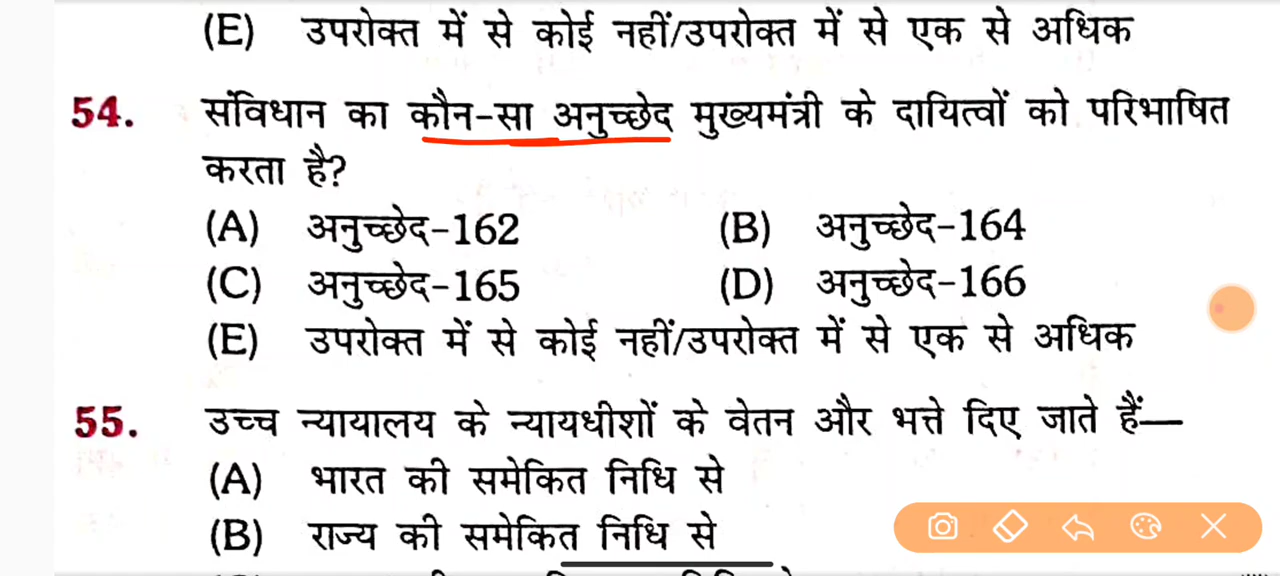 (E) उपरोक्त में से कोई नहीं/उपरोक्त में से एक से अधिक
54. संविधान का कौन-सा अनुच्छेद मुख्यमंत्री के दायित्वों को परिभाषित
करता है?
(A) अनुच्छेद-162 (B) अनुच्छेद-164
(C) अनुच्छेद-165 (D) अनुच्छेद-166
(E) उपरोक्त में से कोई नहीं/उपरोक्त में से एक से अधिक
55. उच्च न्यायालय के न्यायधीशों के वेतन और भत्ते दिए जाते हैं—
(A) भारत की समेकित निधि से
(B) राज्य की समेकित निधि से